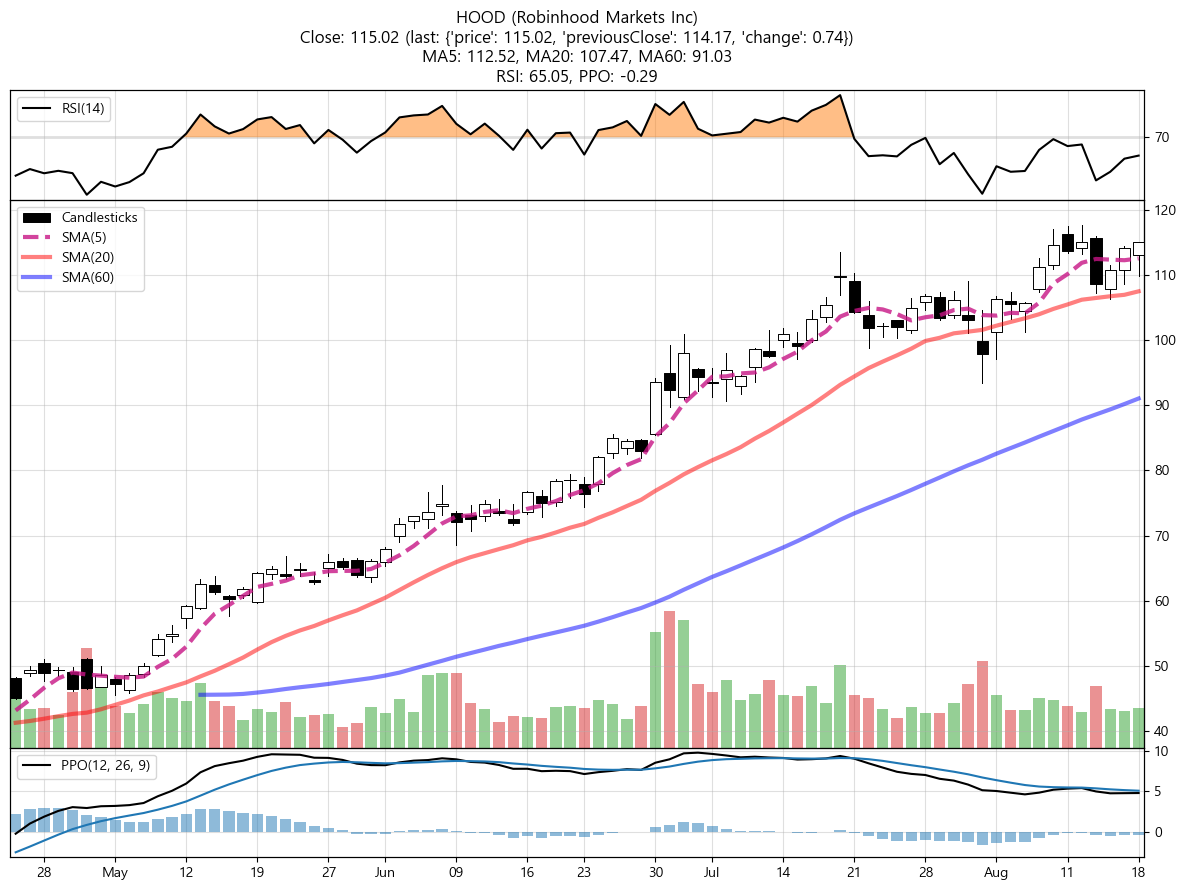 HOOD (Robinhood Markets Inc)
Close: 115.02 (last: {'price': 115.02, 'previousClose': 114.17, 'change': 0.74})
MA5: 112.52, MA20: 107.47, MA60: 91.03
RSI: 65.05, PPO: -0.29
RSI(14)
70
Candlesticks
SMA(5)
SMA(20)
SMA(60)
120
110
100
90
80
70
60
50
40
PPO(12, 26, 9)
10
5
0
28 May 12 19 27 Jun 09 16 23 30 Jul 14 21 28 Aug 11 18